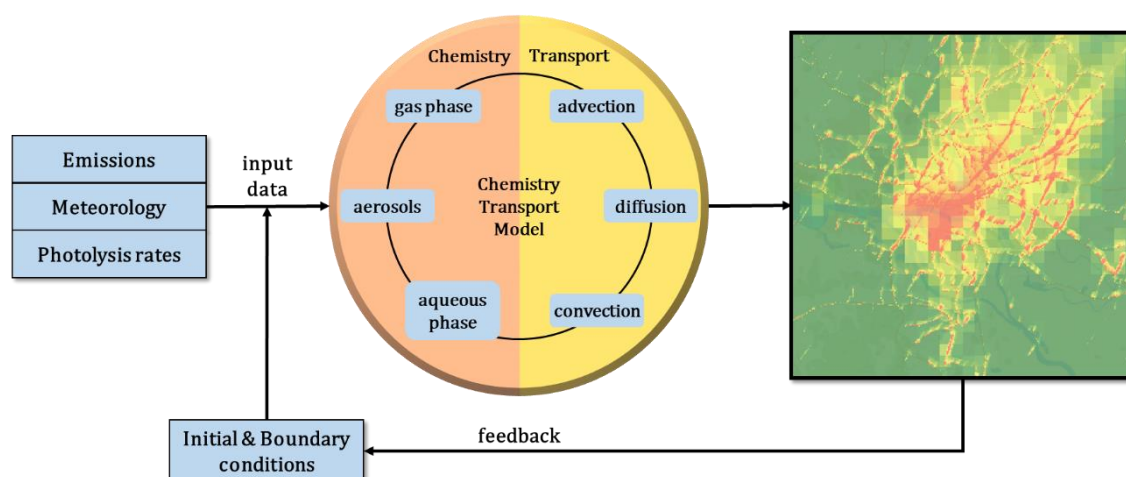 Emissions
Meteorology
Photolysis rates
input
data
Chemistry
Transport
gas phase
advection
aerosols
Chemistry
Transport
Model
diffusion
aqueous
phase
convection
Initial & Boundary
conditions
feedback